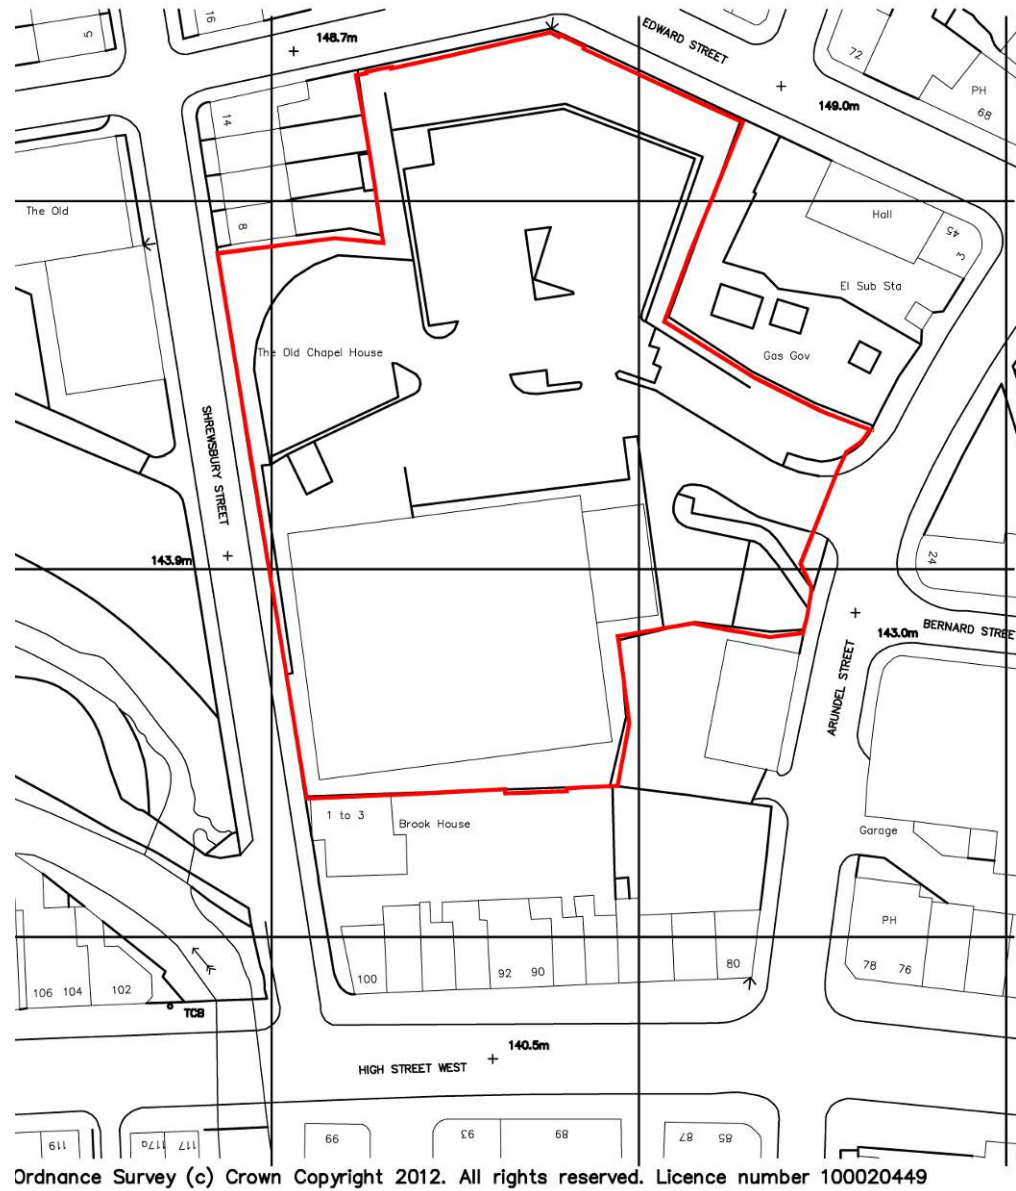 5
16
148.7m
EDWARD STREET
72
PH
68
149.0m
14
The Old
8
Hall
45
3
El Sub Sta
The Old Chapel House
Gas Gov
SHREWSBURY STREET
143.9m
24
BERNARD STREE
143.0m
ARUNDEL STREET
1 to 3
Brook House
Garage
PH
100
92
90
80
78
76
106
104
102
TCB
140.5m
HIGH STREET WEST
119
117a
117
99
93
89
87
85
Ordnance Survey (c) Crown Copyright 2012. All rights reserved. Licence number 100020449